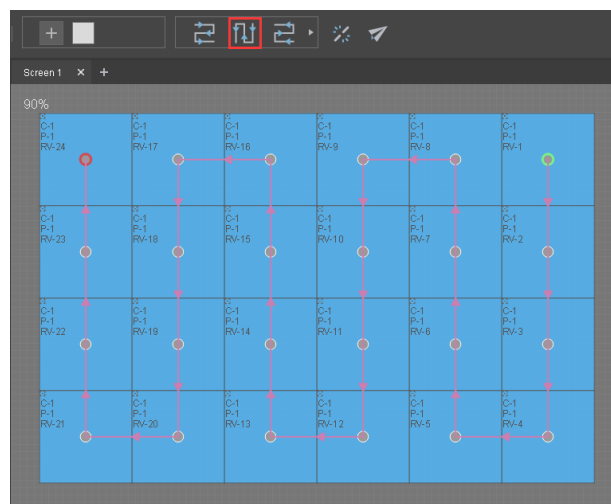 Screen 1 × +
90%
C-1
P-1
RV-24
C-1
P-1
RV-17
C-1
P-1
RV-16
C-1
P-1
RV-9
C-1
P-1
RV-8
C-1
P-1
RV-1
C-1
P-1
RV-23
C-1
P-1
RV-18
C-1
P-1
RV-15
C-1
P-1
RV-10
C-1
P-1
RV-7
C-1
P-1
RV-2
C-1
P-1
RV-22
C-1
P-1
RV-19
C-1
P-1
RV-14
C-1
P-1
RV-11
C-1
P-1
RV-6
C-1
P-1
RV-3
C-1
P-1
RV-21
C-1
P-1
RV-20
C-1
P-1
RV-13
C-1
P-1
RV-12
C-1
P-1
RV-5
C-1
P-1
RV-4